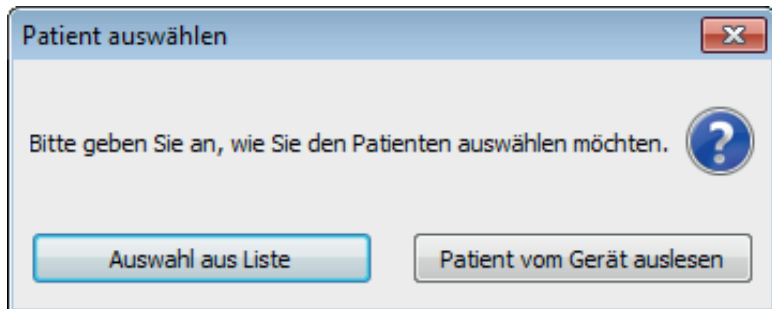 Patient auswählen
Bitte geben Sie an, wie Sie den Patienten auswählen möchten.
Auswahl aus Liste
Patient vom Gerät auslesen